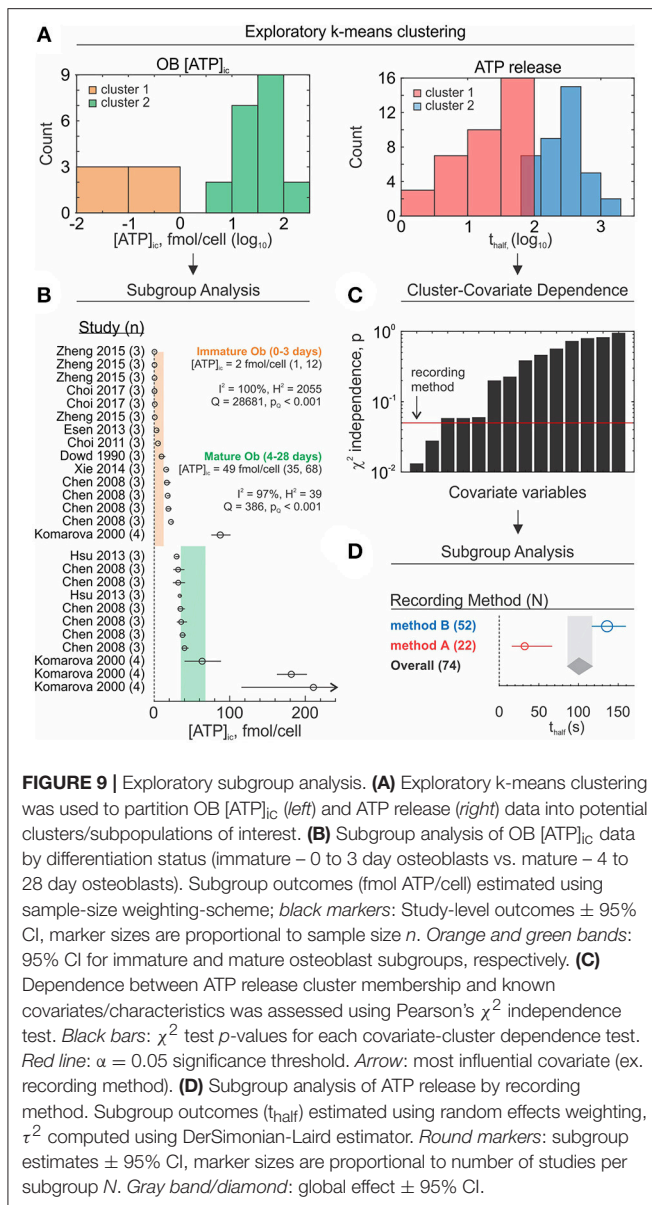 A
Exploratory k-means clustering
OB [ATP]ic
cluster 1
cluster 2
Count
9
6
3
0
-2
-1
0
1
2
[ATP]ic, fmol/cell (log10)
ATP release
cluster 1
cluster 2
Count
16
12
8
4
0
0
1
2
3
thalf, (log10)
B
Subgroup Analysis
Study (n)
Zheng 2015 (3)
Zheng 2015 (3)
Zheng 2015 (3)
Choi 2017 (3)
Choi 2017 (3)
Zheng 2015 (3)
Esen 2013 (3)
Choi 2011 (3)
Dowd 1990 (3)
Xie 2014 (3)
Chen 2008 (3)
Chen 2008 (3)
Chen 2008 (3)
Chen 2008 (3)
Komarova 2000 (4)
Immature Ob (0-3 days)
[ATP]ic = 2 fmol/cell (1, 12)
I² = 100%, H² = 2055
Q = 28681, pQ < 0.001
Mature Ob (4-28 days)
[ATP]ic = 49 fmol/cell (35, 68)
I² = 97%, H² = 39
Q = 386, pQ < 0.001
Hsu 2013 (3)
Chen 2008 (3)
Chen 2008 (3)
Hsu 2013 (3)
Chen 2008 (3)
Chen 2008 (3)
Chen 2008 (3)
Chen 2008 (3)
Komarova 2000 (4)
Komarova 2000 (4)
Komarova 2000 (4)
0
100
200
[ATP]ic, fmol/cell
C
Cluster-Covariate Dependence
χ² independence, p
10⁰
10⁻¹
10⁻²
recording
method
Covariate variables
D
Subgroup Analysis
Recording Method (N)
method B (52)
method A (22)
Overall (74)
0
50
100
150
thalf (s)
FIGURE 9 | Exploratory subgroup analysis. (A) Exploratory k-means clustering
was used to partition OB [ATP]ic (left) and ATP release (right) data into potential
clusters/subpopulations of interest. (B) Subgroup analysis of OB [ATP]ic data
by differentiation status (immature – 0 to 3 day osteoblasts vs. mature – 4 to
28 day osteoblasts). Subgroup outcomes (fmol ATP/cell) estimated using
sample-size weighting-scheme; black markers: Study-level outcomes ± 95%
CI, marker sizes are proportional to sample size n. Orange and green bands:
95% CI for immature and mature osteoblast subgroups, respectively. (C)
Dependence between ATP release cluster membership and known
covariates/characteristics was assessed using Pearson's χ² independence
test. Black bars: χ² test p-values for each covariate-cluster dependence test.
Red line: α = 0.05 significance threshold. Arrow: most influential covariate (ex.
recording method). (D) Subgroup analysis of ATP release by recording
method. Subgroup outcomes (thalf) estimated using random effects weighting,
τ² computed using DerSimonian-Laird estimator. Round markers: subgroup
estimates ± 95% CI, marker sizes are proportional to number of studies per
subgroup N. Gray band/diamond: global effect ± 95% CI.